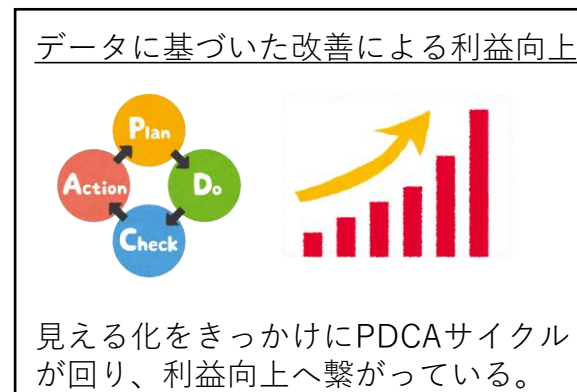 データに基づいた改善による利益向上
Plan
Action
Do
Check
見える化をきっかけにPDCAサイクル
が回り、利益向上へ繋がっている。